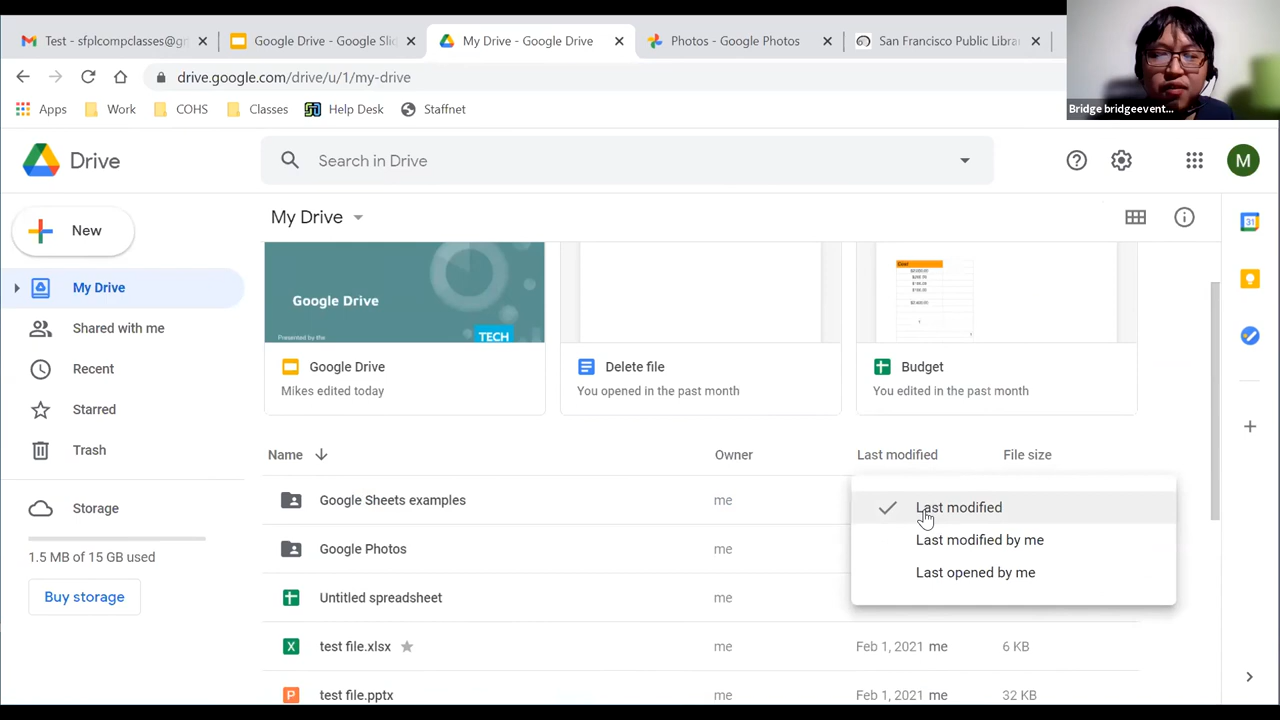 Test - sfplcompclasses@gm
Google Drive - Google Slid
My Drive - Google Drive
Photos - Google Photos
San Francisco Public Libra
drive.google.com/drive/u/1/my-drive
Bridge bridgeevent...
Apps
Work
COHS
Classes
Help Desk
Staffnet
Drive
Search in Drive
M
New
My Drive
31
My Drive
Shared with me
Recent
Starred
Trash
Storage
1.5 MB of 15 GB used
Buy storage
Google Drive
Presented by the
TECH
Google Drive
Mikes edited today
Delete file
You opened in the past month
Budget
You edited in the past month
Name
Owner
Last modified
File size
Google Sheets examples
me
Last modified
Last modified by me
Last opened by me
Google Photos
me
Untitled spreadsheet
me
test file.xlsx
me
Feb 1, 2021 me
6 KB
test file.pptx
me
Feb 1, 2021 me
32 KB